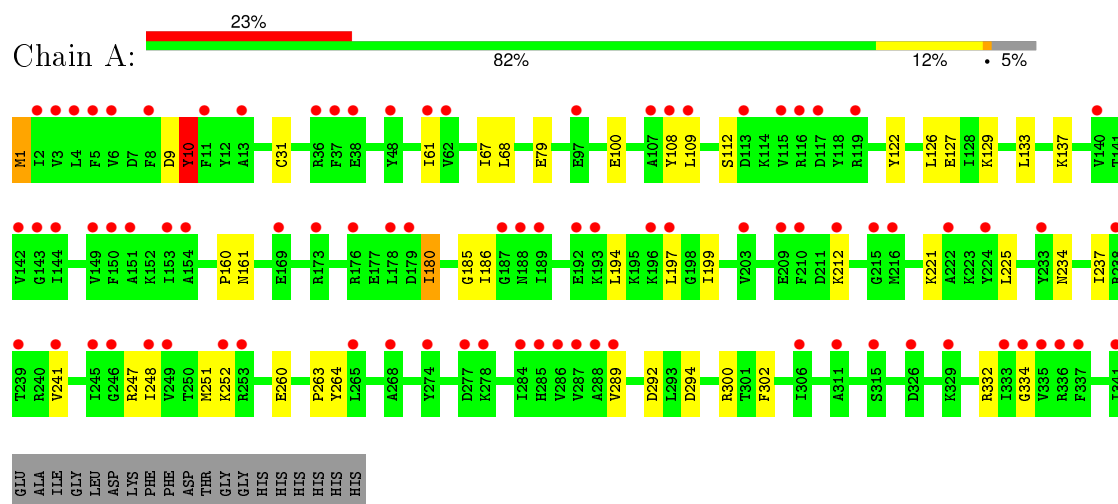 23%
Chain A:
82% 12% • 5%
M1 I2 V3 L4 F5 V6 D7 F8 D9 Y10 F11 Y12 A13 C31 R36 F37 E38 Y48 I61 V62 I67 L68 E79 E97 E100 A107 Y108 L109 S112 D113 K114 V115 R116 D117 Y118 R119 Y122 L126 E127 I128 K129 L133 K137 V140 T141
V142 G143 I144 V149 F150 A151 K152 I153 A154 P160 N161 E169 R173 R176 E177 L178 D179 I180 G185 I186 G187 N188 I189 E192 K193 L194 K195 K196 L197 G198 I199 V203 E209 F210 D211 K212 G215 M216 K221 A222 K223 Y224 L225 Y233 N234 I237 R238
T239 R240 V241 I245 G246 R247 I248 V249 T250 M251 K252 R253 E260 P263 Y264 L265 A268 Y274 D277 K278 I284 H285 V286 V287 A288 V289 D292 L293 D294 R300 T301 F302 I306 A311 S315 D326 K329 R332 I333 G334 V335 R336 F337 I341
GLU ALA ILE GLY LEU ASP LYS PHE PHE ASP THR GLY GLY HIS HIS HIS HIS HIS HIS